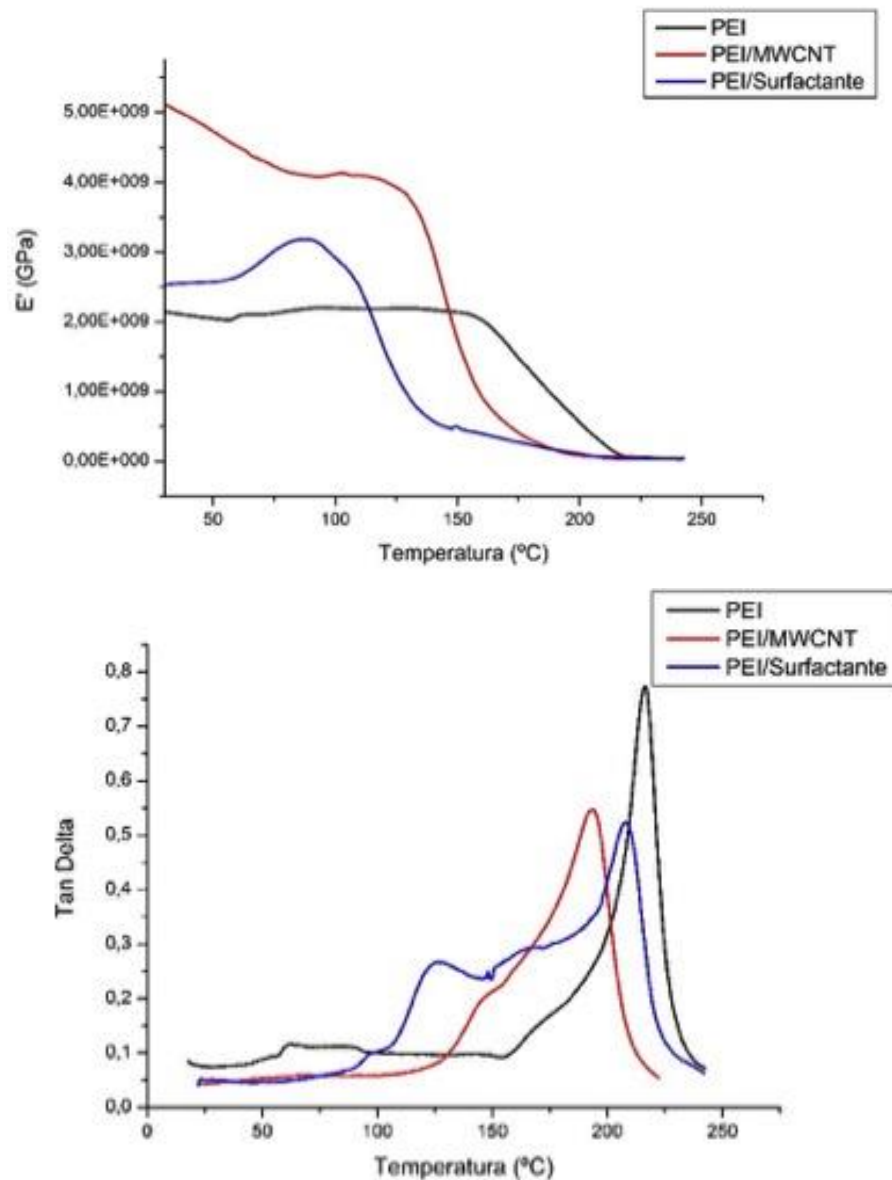 PEI
PEI/MWCNT
PEI/Surfactante
5,00E+009
4,00E+009
3,00E+009
2,00E+009
1,00E+009
0,00E+000
E' (GPa)
50 100 150 200 250
Temperatura (ºC)
PEI
PEI/MWCNT
PEI/Surfactante
0,8
0,7
0,6
0,5
0,4
0,3
0,2
0,1
0,0
Tan Delta
0 50 100 150 200 250
Temperatura (ºC)